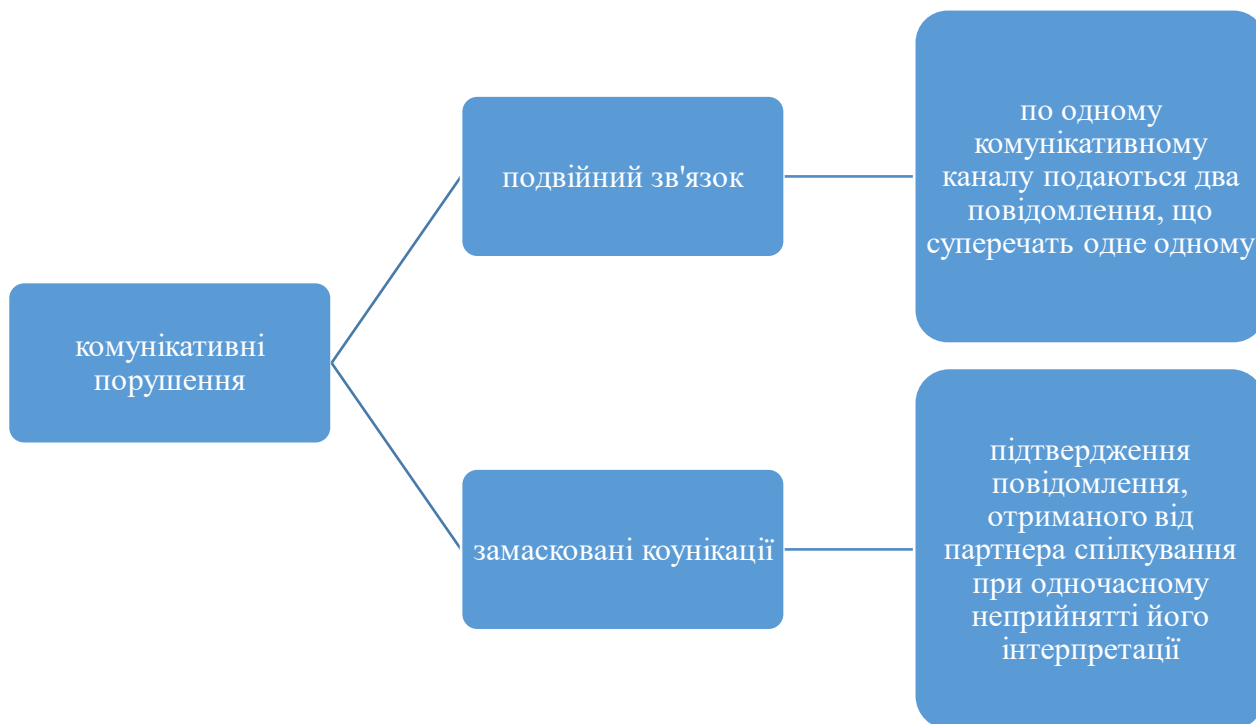 комунікативні
порушення
подвійний зв'язок
по одному
комунікативному
каналу подаються два
повідомлення, що
суперечать одне одному
замасковані коунікації
підтвердження
повідомлення,
отриманого від
партнера спілкування
при одночасному
неприйнятті його
інтерпретації